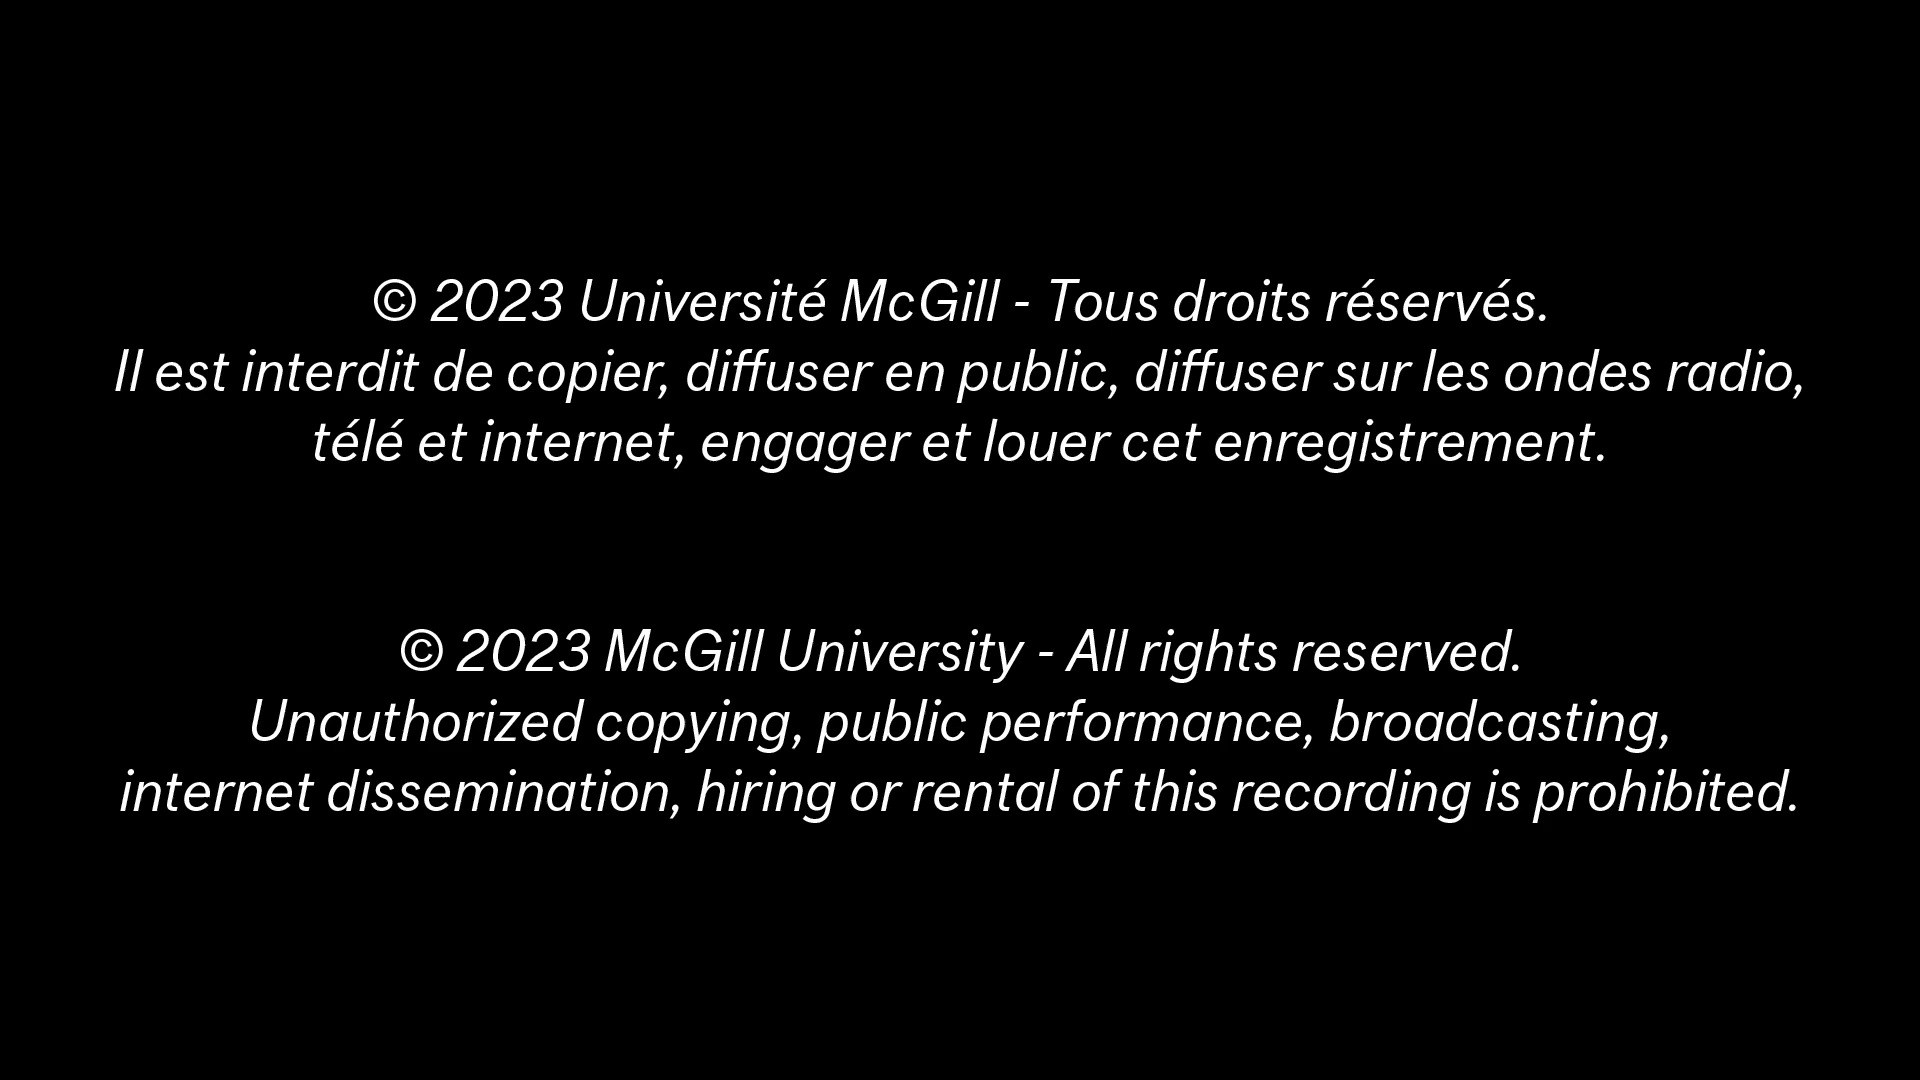 © 2023 Université McGill - Tous droits réservés.
Il est interdit de copier, diffuser en public, diffuser sur les ondes radio,
télé et internet, engager et louer cet enregistrement.
© 2023 McGill University - All rights reserved.
Unauthorized copying, public performance, broadcasting,
internet dissemination, hiring or rental of this recording is prohibited.